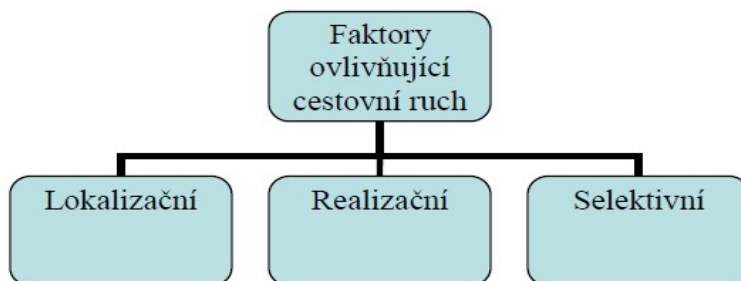 Faktory
ovlivňující
cestovní ruch
Lokalizační
Realizační
Selektivní